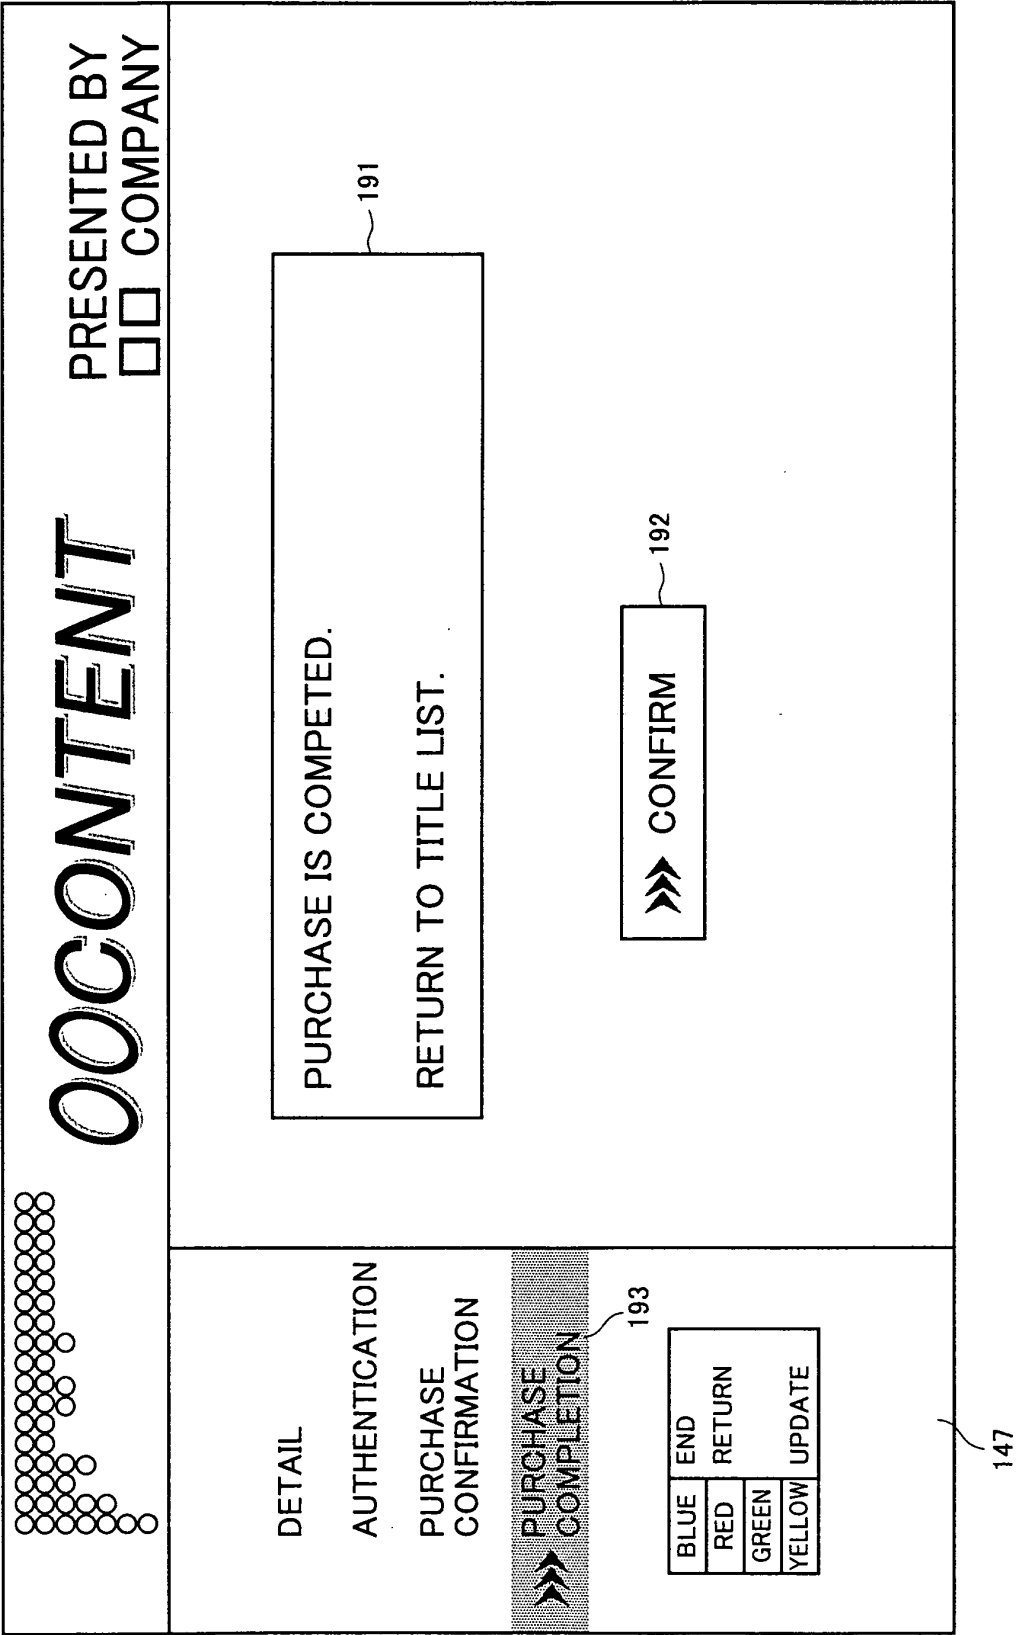 OOCONTENT
PRESENTED BY
□□ COMPANY
DETAIL
AUTHENTICATION
PURCHASE
CONFIRMATION
PURCHASE
COMPLETION
193
BLUE END
RED RETURN
GREEN
YELLOW UPDATE
147
PURCHASE IS COMPETED.
RETURN TO TITLE LIST.
191
CONFIRM
192